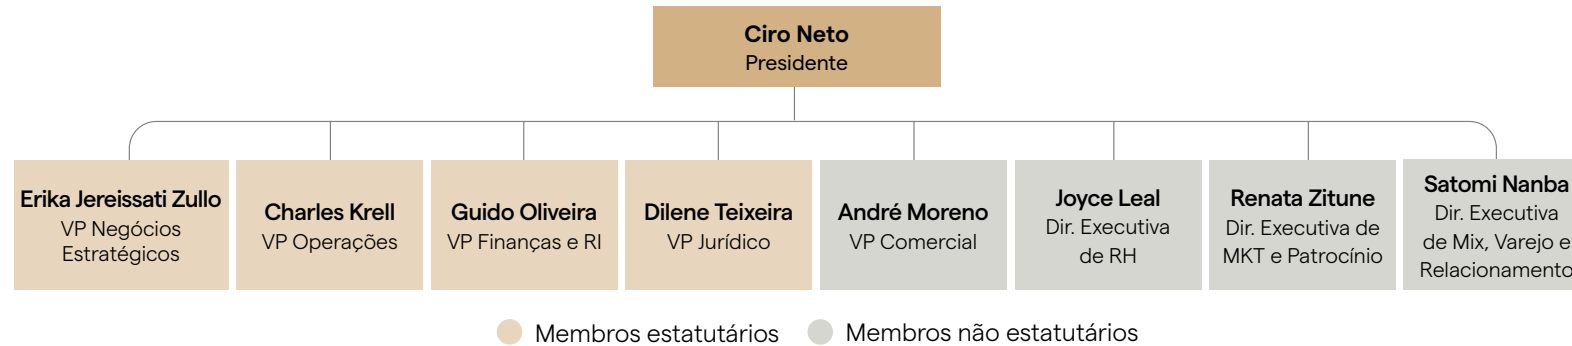 Ciro Neto
Presidente
Erika Jereissati Zullo
VP Negócios
Estratégicos
Charles Krell
VP Operações
Guido Oliveira
VP Finanças e RI
Dilene Teixeira
VP Jurídico
André Moreno
VP Comercial
Joyce Leal
Dir. Executiva
de RH
Renata Zitune
Dir. Executiva de
MKT e Patrocínio
Satomi Nanba
Dir. Executiva
de Mix, Varejo e
Relacionamento
Membros estatutários
Membros não estatutários